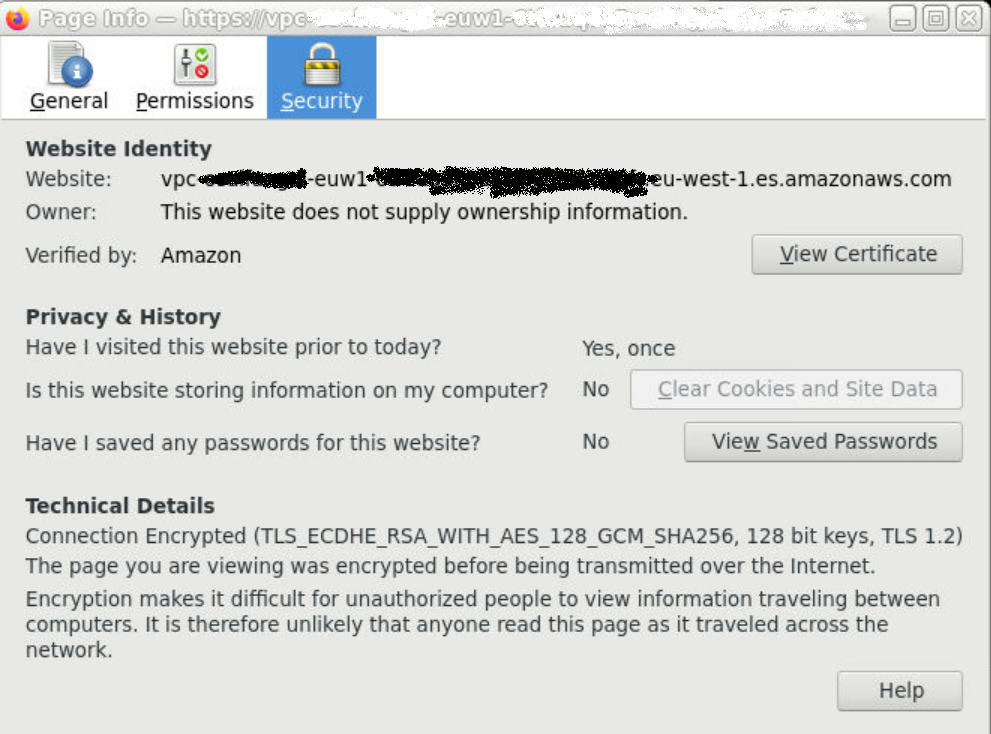 Page Info — https://vpc- -euw1-
General Permissions Security
Website Identity
Website: vpc- -euw1- eu-west-1.es.amazonaws.com
Owner: This website does not supply ownership information.
Verified by: Amazon View Certificate
Privacy & History
Have I visited this website prior to today? Yes, once
Is this website storing information on my computer? No Clear Cookies and Site Data
Have I saved any passwords for this website? No View Saved Passwords
Technical Details
Connection Encrypted (TLS_ECDHE_RSA_WITH_AES_128_GCM_SHA256, 128 bit keys, TLS 1.2)
The page you are viewing was encrypted before being transmitted over the Internet.
Encryption makes it difficult for unauthorized people to view information traveling between
computers. It is therefore unlikely that anyone read this page as it traveled across the
network.
Help